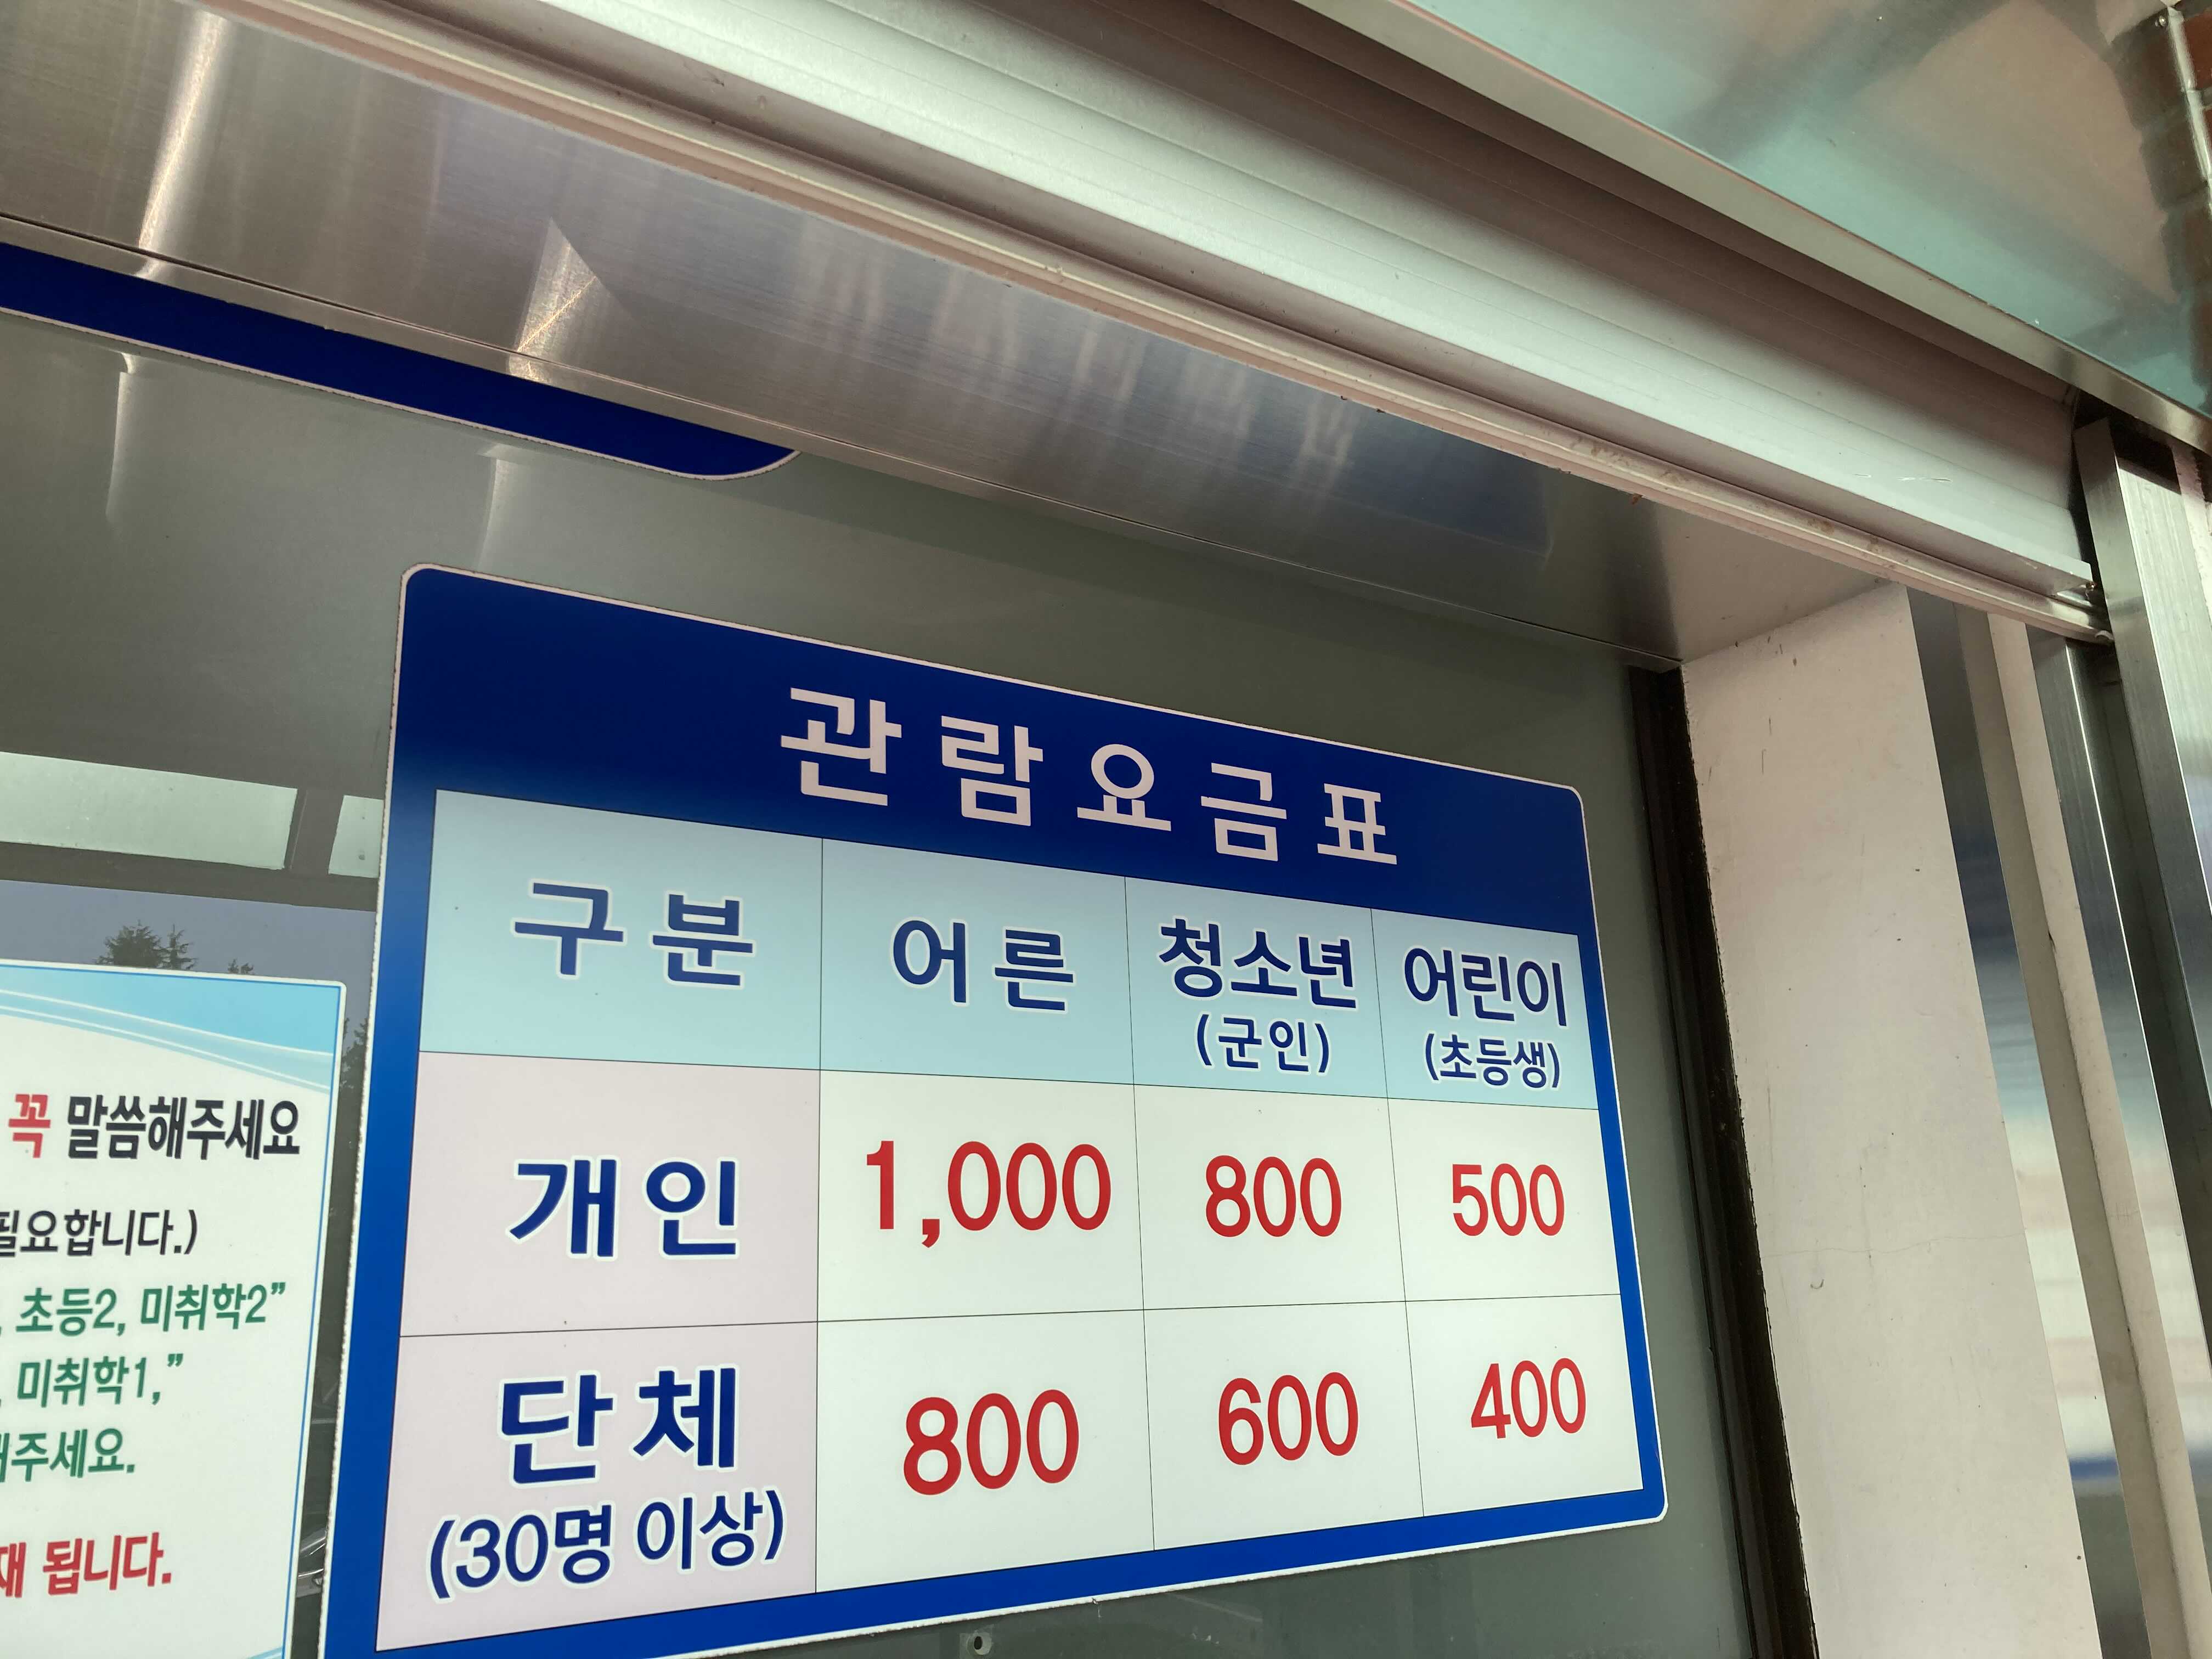 관람요금표
구분 어른 청소년 (군인) 어린이 (초등생)
개인 1,000 800 500
단체 (30명 이상) 800 600 400
꼭 말씀해주세요
필요합니다.)
, 초등2, 미취학2”
, 미취학1,”
해주세요.
됩니다.